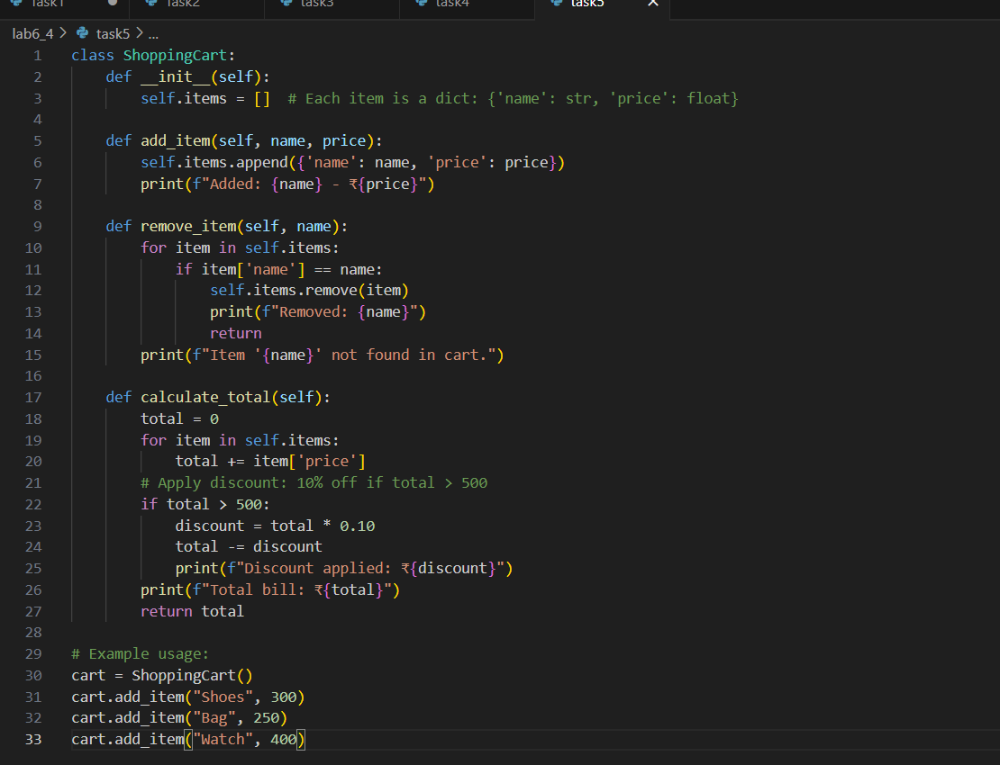 Task1
Task2
task3
task4
task5
lab6_4 > task5 > ...
1 class ShoppingCart:
2     def __init__(self):
3         self.items = []  # Each item is a dict: {'name': str, 'price': float}
4
5     def add_item(self, name, price):
6         self.items.append({'name': name, 'price': price})
7         print(f"Added: {name} - ₹{price}")
8
9     def remove_item(self, name):
10         for item in self.items:
11             if item['name'] == name:
12                 self.items.remove(item)
13                 print(f"Removed: {name}")
14                 return
15         print(f"Item '{name}' not found in cart.")
16
17     def calculate_total(self):
18         total = 0
19         for item in self.items:
20             total += item['price']
21         # Apply discount: 10% off if total > 500
22         if total > 500:
23             discount = total * 0.10
24             total -= discount
25             print(f"Discount applied: ₹{discount}")
26         print(f"Total bill: ₹{total}")
27         return total
28
29 # Example usage:
30 cart = ShoppingCart()
31 cart.add_item("Shoes", 300)
32 cart.add_item("Bag", 250)
33 cart.add_item("Watch", 400)